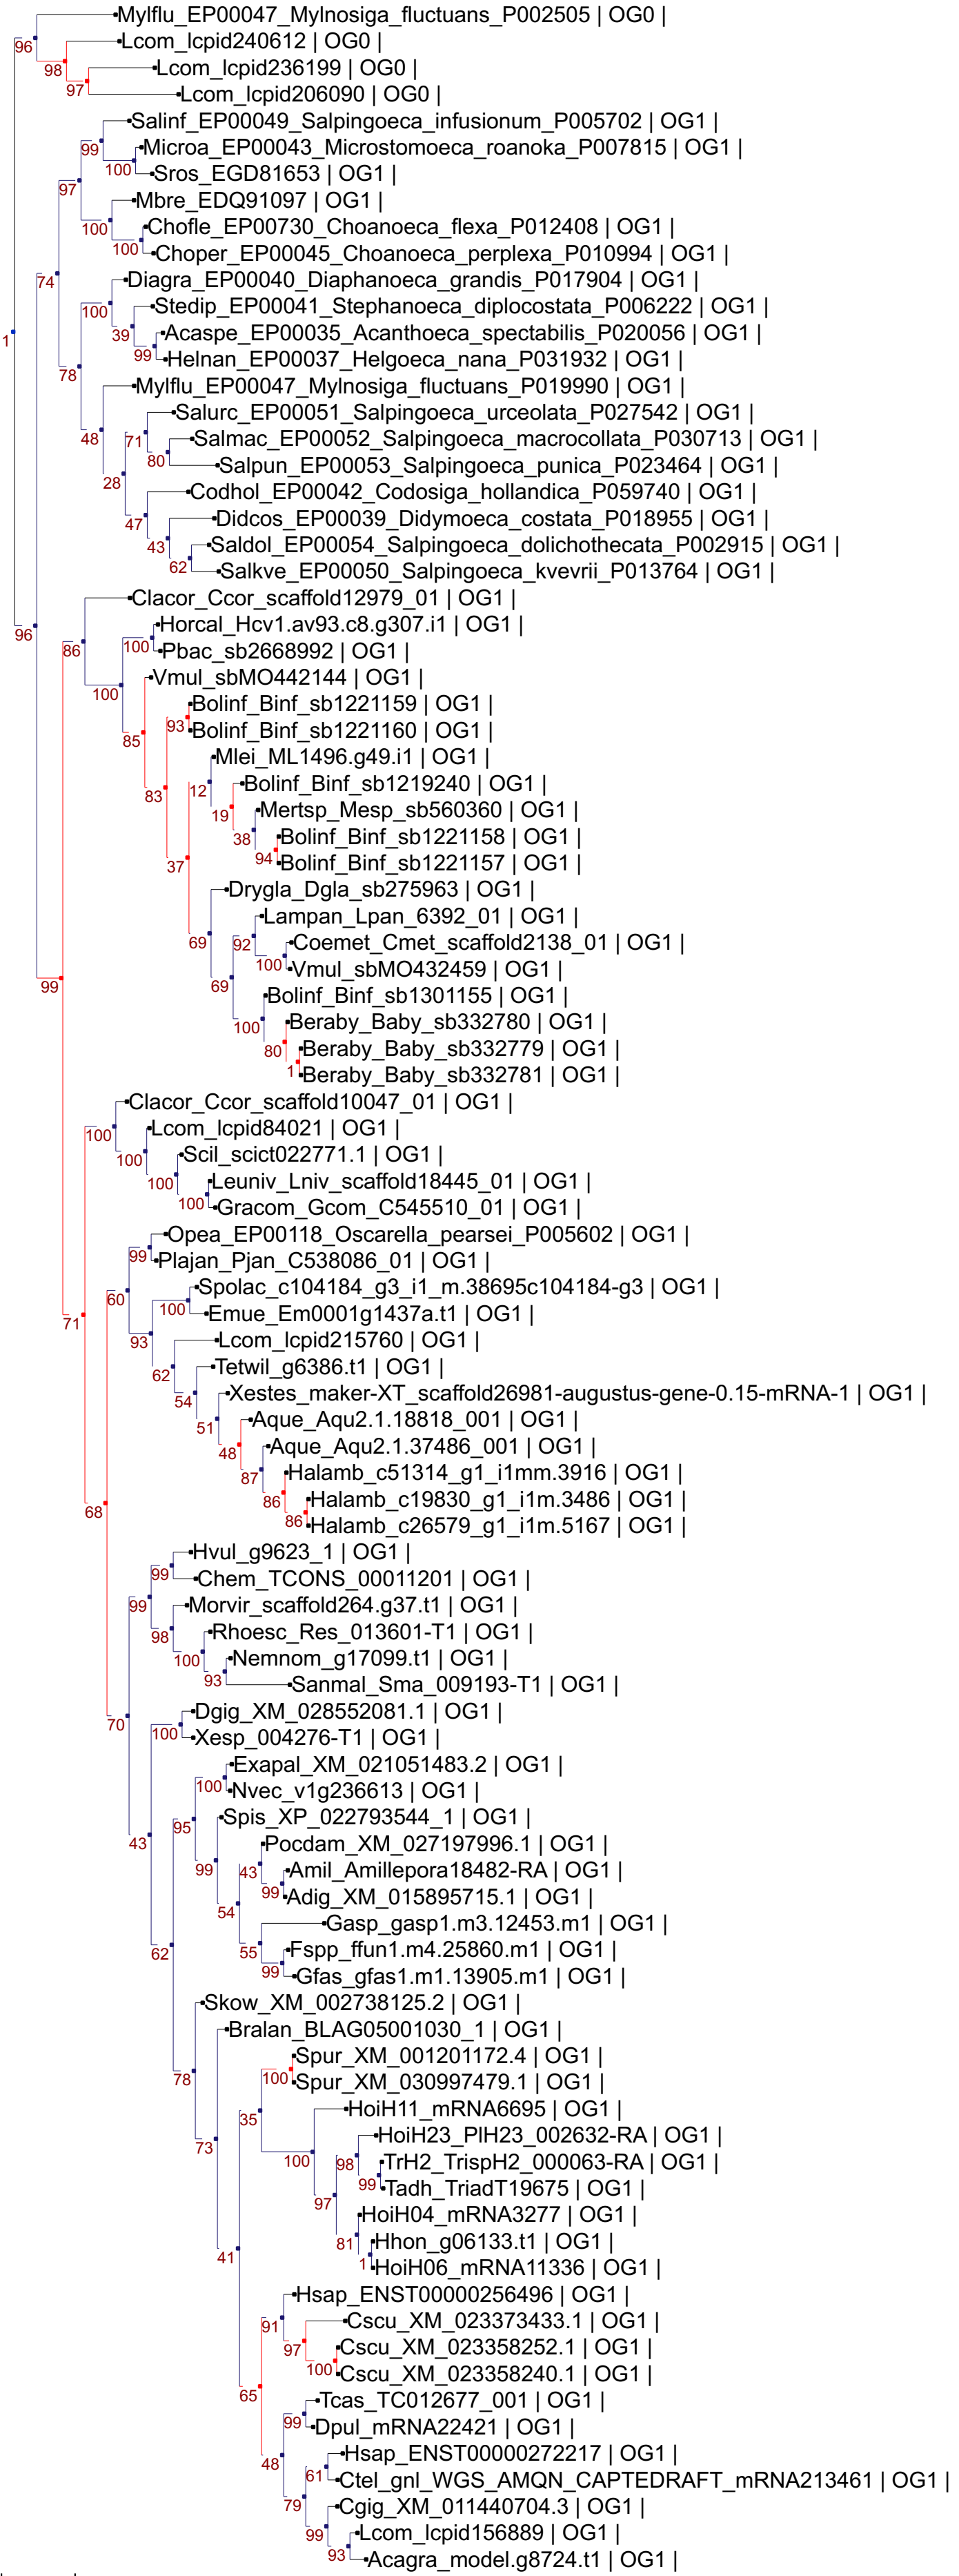 Mylflu_EP00047_Mylnosiga_fluctuans_P002505 | OG0 |
96
Lcom_lcpid240612 | OG0 |
98
Lcom_lcpid236199 | OG0 |
97
Lcom_lcpid206090 | OG0 |
Salinf_EP00049_Salpingoeca_infusionum_P005702 | OG1 |
99
Microa_EP00043_Microstomoeca_roanoka_P007815 | OG1 |
100
Sros_EGD81653 | OG1 |
97
Mbre_EDQ91097 | OG1 |
100
Chofle_EP00730_Choanoeca_flexa_P012408 | OG1 |
100
Choper_EP00045_Choanoeca_perplexa_P010994 | OG1 |
74
Diagra_EP00040_Diaphanoeca_grandis_P017904 | OG1 |
100
Stedip_EP00041_Stephanoeca_diplocostata_P006222 | OG1 |
39
Acaspe_EP00035_Acanthoeca_spectabilis_P020056 | OG1 |
1
99
Helnan_EP00037_Helgoeca_nana_P031932 | OG1 |
78
Mylflu_EP00047_Mylnosiga_fluctuans_P019990 | OG1 |
Salurc_EP00051_Salpingoeca_urceolata_P027542 | OG1 |
48
71
Salmac_EP00052_Salpingoeca_macrocollata_P030713 | OG1 |
80
Salpun_EP00053_Salpingoeca_punica_P023464 | OG1 |
28
Codhol_EP00042_Codosiga_hollandica_P059740 | OG1 |
47
Didcos_EP00039_Didymoeca_costata_P018955 | OG1 |
43
Saldol_EP00054_Salpingoeca_dolichothecata_P002915 | OG1 |
62
Salkve_EP00050_Salpingoeca_kvevrii_P013764 | OG1 |
Clacor_Ccor_scaffold12979_01 | OG1 |
96
Horcal_Hcv1.av93.c8.g307.i1 | OG1 |
86
100
Pbac_sb2668992 | OG1 |
100
Vmul_sbMO442144 | OG1 |
Bolinf_Binf_sb1221159 | OG1 |
93
Bolinf_Binf_sb1221160 | OG1 |
85
Mlei_ML1496.g49.i1 | OG1 |
83
12
Bolinf_Binf_sb1219240 | OG1 |
19
Mertsp_Mesp_sb560360 | OG1 |
38
Bolinf_Binf_sb1221158 | OG1 |
37
94
Bolinf_Binf_sb1221157 | OG1 |
Drygla_Dgla_sb275963 | OG1 |
Lampan_Lpan_6392_01 | OG1 |
69
92
Coemet_Cmet_scaffold2138_01 | OG1 |
100
Vmul_sbMO432459 | OG1 |
99
69
Bolinf_Binf_sb1301155 | OG1 |
100
Beraby_Baby_sb332780 | OG1 |
80
Beraby_Baby_sb332779 | OG1 |
1
Beraby_Baby_sb332781 | OG1 |
Clacor_Ccor_scaffold10047_01 | OG1 |
100
Lcom_lcpid84021 | OG1 |
100
Scil_scict022771.1 | OG1 |
100
Leuniv_Lniv_scaffold18445_01 | OG1 |
100
Gracom_Gcom_C545510_01 | OG1 |
Opea_EP00118_Oscarella_pearsei_P005602 | OG1 |
99
Plajan_Pjan_C538086_01 | OG1 |
60
Spolac_c104184_g3_i1_m.38695c104184-g3 | OG1 |
100
Emue_Em0001g1437a.t1 | OG1 |
71
93
Lcom_lcpid215760 | OG1 |
62
Tetwil_g6386.t1 | OG1 |
54
Xestes_maker-XT_scaffold26981-augustus-gene-0.15-mRNA-1 | OG1 |
51
Aque_Aqu2.1.18818_001 | OG1 |
48
Aque_Aqu2.1.37486_001 | OG1 |
87
Halamb_c51314_g1_i1mm.3916 | OG1 |
86
Halamb_c19830_g1_i1m.3486 | OG1 |
68
86
Halamb_c26579_g1_i1m.5167 | OG1 |
Hvul_g9623_1 | OG1 |
99
Chem_TCONS_00011201 | OG1 |
99
Morvir_scaffold264.g37.t1 | OG1 |
98
Rhoesc_Res_013601-T1 | OG1 |
100
Nemnom_g17099.t1 | OG1 |
93
Sanmal_Sma_009193-T1 | OG1 |
70
Dgig_XM_028552081.1 | OG1 |
100
Xesp_004276-T1 | OG1 |
Exapal_XM_021051483.2 | OG1 |
100
Nvec_v1g236613 | OG1 |
43
95
Spis_XP_022793544_1 | OG1 |
Pocdam_XM_027197996.1 | OG1 |
99
43
Amil_Amillepora18482-RA | OG1 |
99
Adig_XM_015895715.1 | OG1 |
54
Gasp_gasp1.m3.12453.m1 | OG1 |
62
55
Fspp_ffun1.m4.25860.m1 | OG1 |
99
Gfas_gfas1.m1.13905.m1 | OG1 |
Skow_XM_002738125.2 | OG1 |
Bralan_BLAG05001030_1 | OG1 |
Spur_XM_001201172.4 | OG1 |
78
100
Spur_XM_030997479.1 | OG1 |
35
HoiH11_mRNA6695 | OG1 |
73
HoiH23_PlH23_002632-RA | OG1 |
100
98
TrH2_TrispH2_000063-RA | OG1 |
99
Tadh_TriadT19675 | OG1 |
97
HoiH04_mRNA3277 | OG1 |
81
Hhon_g06133.t1 | OG1 |
41
1
HoiH06_mRNA11336 | OG1 |
Hsap_ENST00000256496 | OG1 |
91
Cscu_XM_023373433.1 | OG1 |
97
Cscu_XM_023358252.1 | OG1 |
100
Cscu_XM_023358240.1 | OG1 |
65
Tcas_TC012677_001 | OG1 |
99
Dpul_mRNA22421 | OG1 |
48
Hsap_ENST00000272217 | OG1 |
61
Ctel_gnl_WGS_AMQN_CAPTEDRAFT_mRNA213461 | OG1 |
79
Cgig_XM_011440704.3 | OG1 |
99
Lcom_lcpid156889 | OG1 |
93
Acagra_model.g8724.t1 | OG1 |